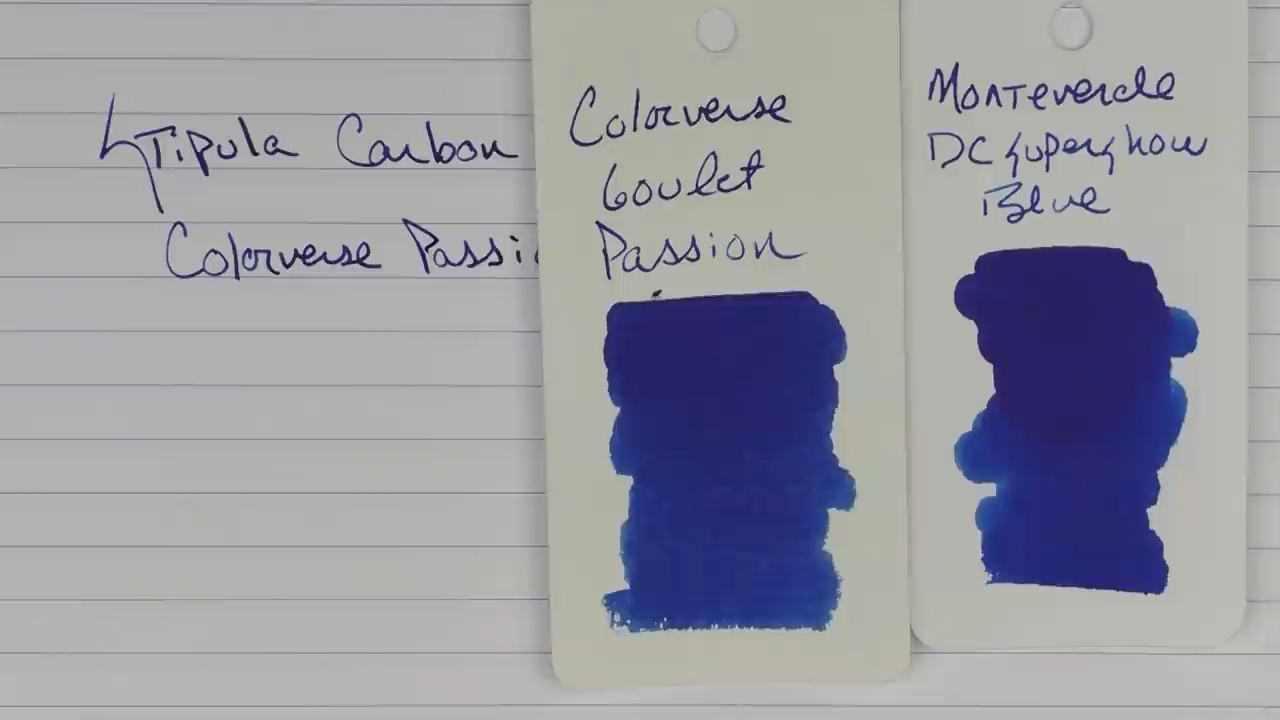 Tipula Carbon
Colorverse Passi
Colorverse
Goulet
Passion
Monteverde
DC Supershow
Blue